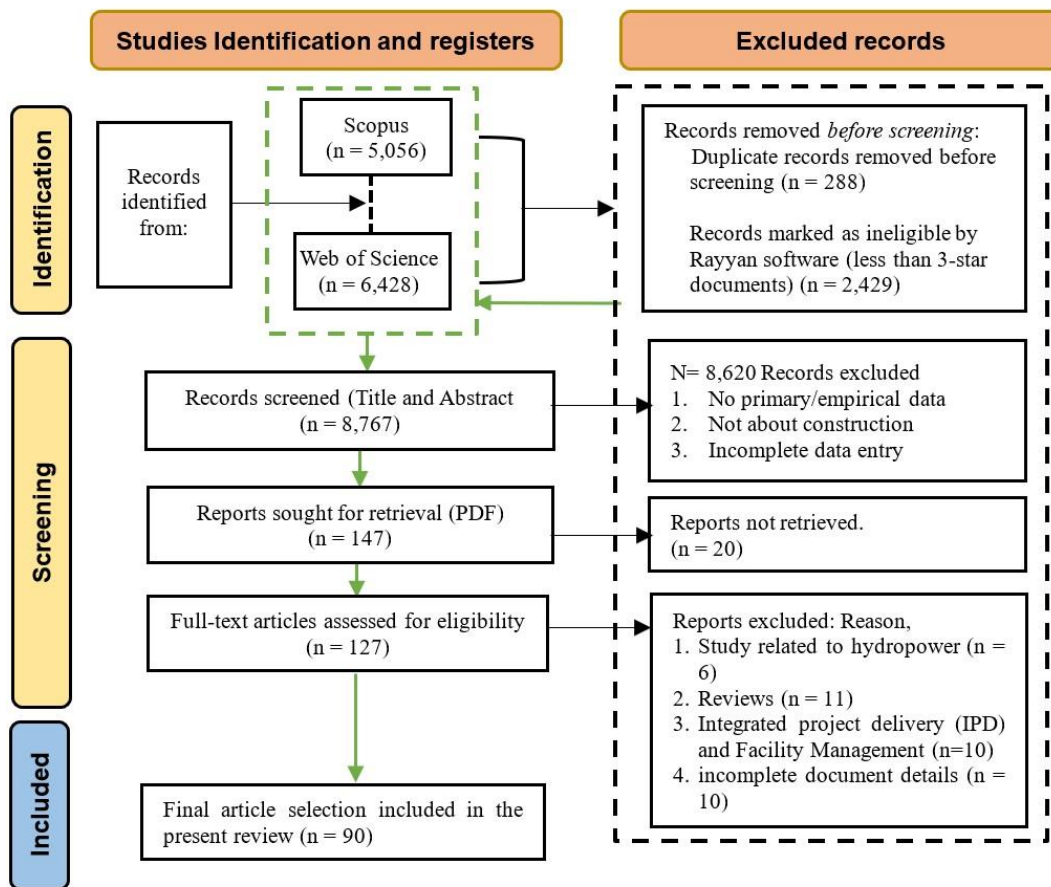 Studies Identification and registers
Excluded records
Identification
Records
identified
from:
Scopus
(n = 5,056)
Web of Science
(n = 6,428)
Records removed before screening:
Duplicate records removed before
screening (n = 288)
Records marked as ineligible by
Rayyan software (less than 3-star
documents) (n = 2,429)
Screening
Records screened (Title and Abstract
(n = 8,767)
N= 8,620 Records excluded
1. No primary/empirical data
2. Not about construction
3. Incomplete data entry
Reports sought for retrieval (PDF)
(n = 147)
Reports not retrieved.
(n = 20)
Full-text articles assessed for eligibility
(n = 127)
Reports excluded: Reason,
1. Study related to hydropower (n =
6)
2. Reviews (n = 11)
3. Integrated project delivery (IPD)
and Facility Management (n=10)
4. incomplete document details (n =
10)
Included
Final article selection included in the
present review (n = 90)